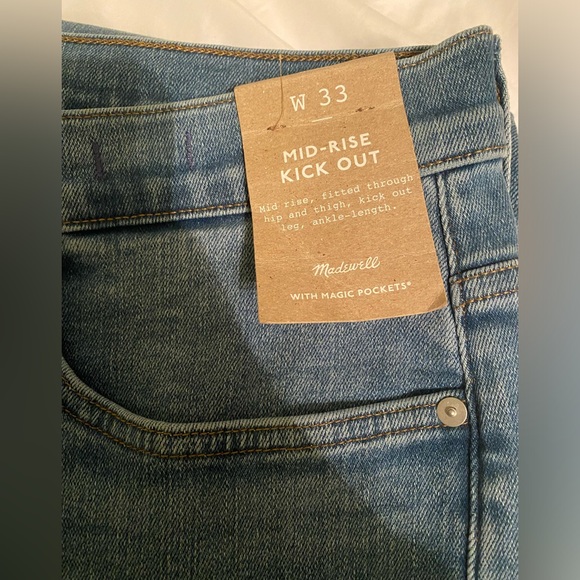 W 33
MID-RISE
KICK OUT
Mid rise, fitted through
hip and thigh, kick out
leg, ankle-length.
Madewell
WITH MAGIC POCKETS®